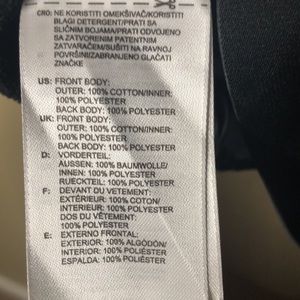 CRO: NE KORISTITI OMEKŠIVAČ/KORISTITI
BLAGI DETERGENT/PRATI SA
SLIČNIM BOJAMA/PRATI ODVOJENO
SA ZATVORENIM PATENTNIM
ZATVARAČEM/SUŠITI NA RAVNOJ
POVRŠINI/PREPORUČENO GLAČATI
ZNAČKE
US: FRONT BODY:
OUTER: 100% COTTON/INNER:
100% POLYESTER
BACK BODY: 100% POLYESTER
UK: FRONT BODY:
OUTER: 100% COTTON/INNER:
100% POLYESTER
BACK BODY: 100% POLYESTER
D: VORDERTEIL:
AUSSEN: 100% BAUMWOLLE/
INNEN: 100% POLYESTER
RUECKTEIL: 100% POLYESTER
F: DEVANT DU VETEMENT:
EXTÉRIEUR: 100% COTON/
INTERIEUR: 100% POLYESTER
DOS DU VÊTEMENT:
100% POLYESTER
E: EXTERNO FRONTAL:
EXTERIOR: 100% ALGODÓN/
INTERIOR: 100% POLIÉSTER
ESPALDA: 100% POLIÉSTER